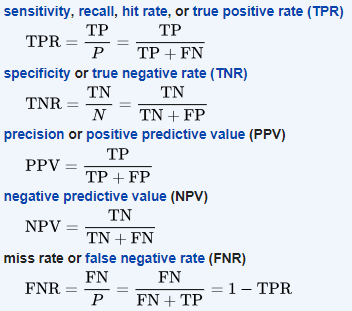 sensitivity, recall, hit rate, or true positive rate (TPR)
TPR = TP / P = TP / (TP + FN)
specificity or true negative rate (TNR)
TNR = TN / N = TN / (TN + FP)
precision or positive predictive value (PPV)
PPV = TP / (TP + FP)
negative predictive value (NPV)
NPV = TN / (TN + FN)
miss rate or false negative rate (FNR)
FNR = FN / P = FN / (FN + TP) = 1 − TPR